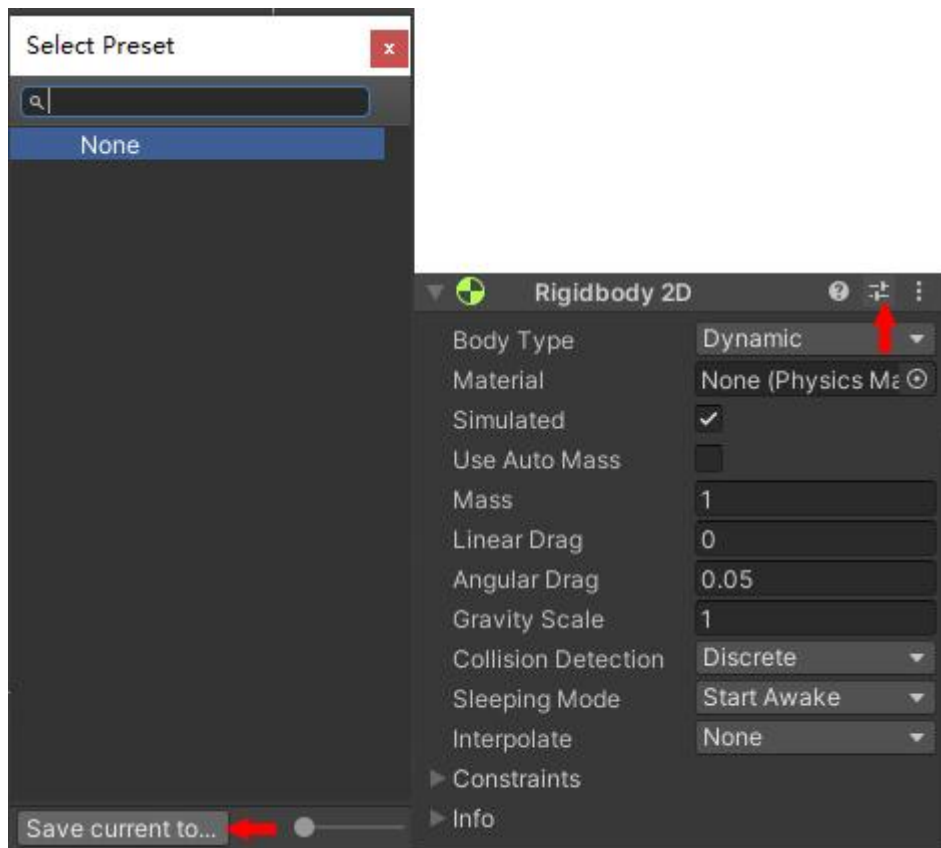 Select Preset
x
None
Save current to...
Rigidbody 2D
Body Type Dynamic
Material None (Physics Ma
Simulated
Use Auto Mass
Mass 1
Linear Drag 0
Angular Drag 0.05
Gravity Scale 1
Collision Detection Discrete
Sleeping Mode Start Awake
Interpolate None
Constraints
Info